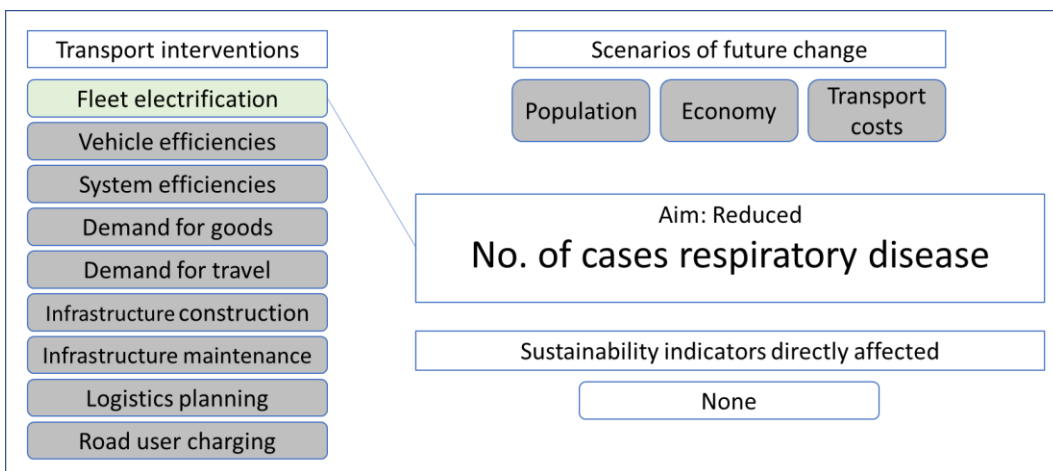 Transport interventions
Fleet electrification
Vehicle efficiencies
System efficiencies
Demand for goods
Demand for travel
Infrastructure construction
Infrastructure maintenance
Logistics planning
Road user charging
Scenarios of future change
Population
Economy
Transport
costs
Aim: Reduced
No. of cases respiratory disease
Sustainability indicators directly affected
None